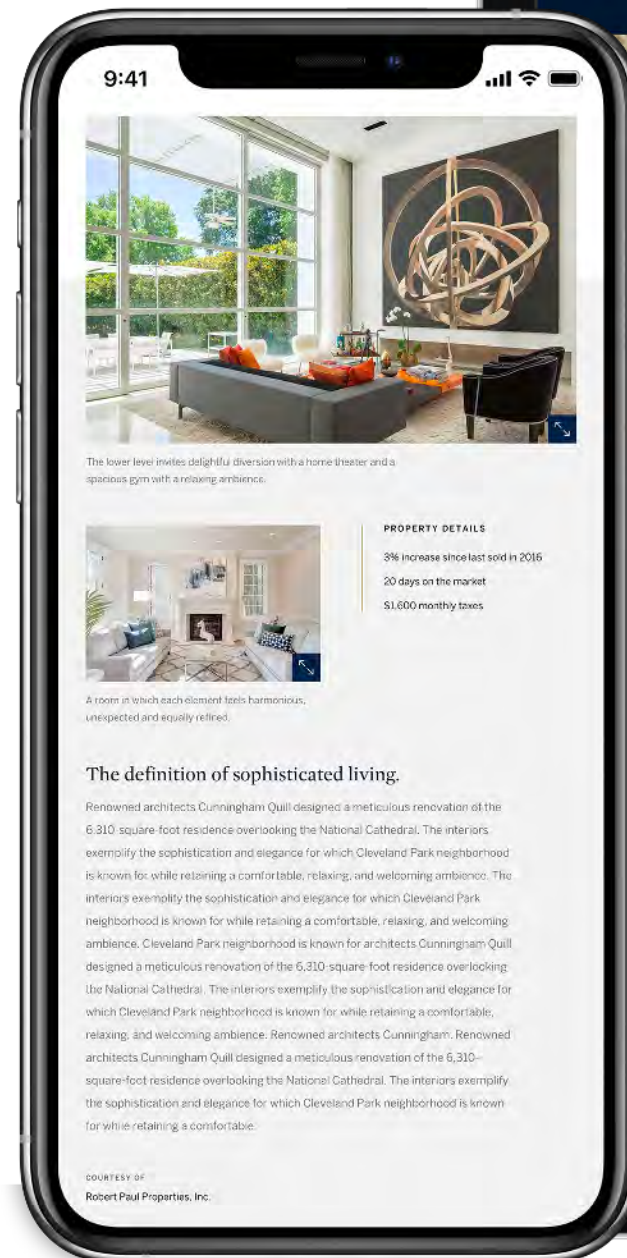 9:41
The lower level invites delightful diversion with a home theater and a
spacious gym with a relaxing ambience.
PROPERTY DETAILS
3% increase since last sold in 2016
20 days on the market
$1,600 monthly taxes
A room in which each element feels harmonious,
unexpected and equally refined.
The definition of sophisticated living.
Renowned architects Cunningham Quill designed a meticulous renovation of the
6,310-square-foot residence overlooking the National Cathedral. The interiors
exemplify the sophistication and elegance for which Cleveland Park neighborhood
is known for while retaining a comfortable, relaxing, and welcoming ambience. The
interiors exemplify the sophistication and elegance for which Cleveland Park
neighborhood is known for while retaining a comfortable, relaxing, and welcoming
ambience. Cleveland Park neighborhood is known for architects Cunningham Quill
designed a meticulous renovation of the 6,310-square-foot residence overlooking
the National Cathedral. The interiors exemplify the sophistication and elegance for
which Cleveland Park neighborhood is known for while retaining a comfortable,
relaxing, and welcoming ambience. Renowned architects Cunningham. Renowned
architects Cunningham Quill designed a meticulous renovation of the 6,310–
square-foot residence overlooking the National Cathedral. The interiors exemplify
the sophistication and elegance for which Cleveland Park neighborhood is known
for while retaining a comfortable.
COURTESY OF
Robert Paul Properties, Inc.